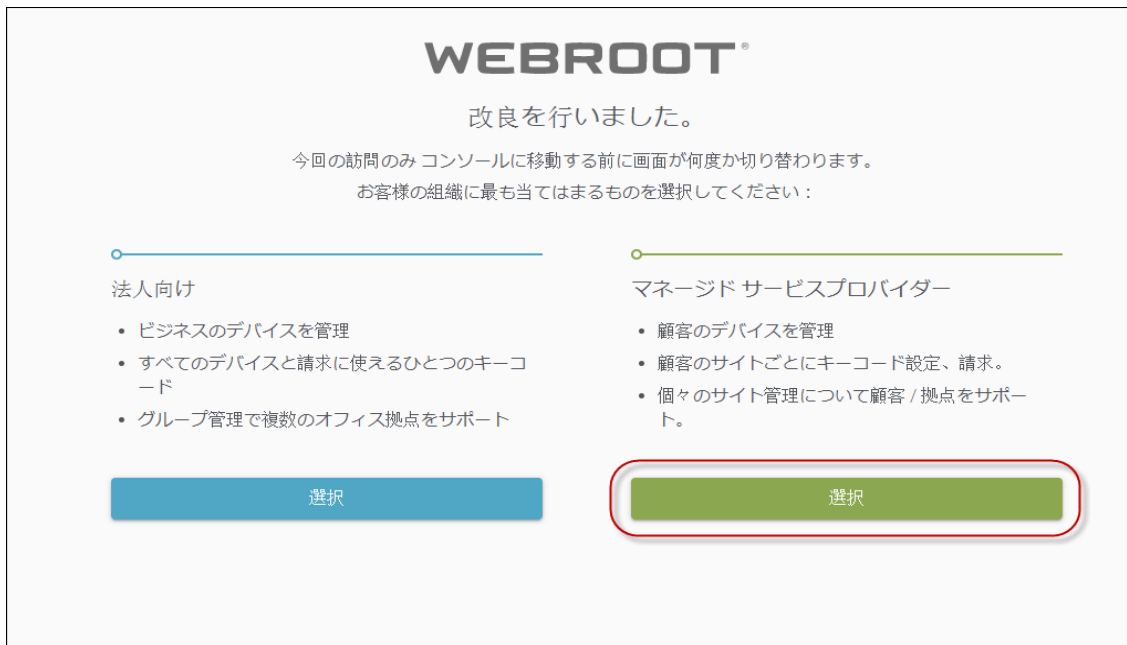 WEBROOT®
改良を行いました。
今回の訪問のみ コンソールに移動する前に画面が何度か切り替わります。
お客様の組織に最も当てはまるものを選択してください：
法人向け
• ビジネスのデバイスを管理
• すべてのデバイスと請求に使えるひとつのキーコ
ード
• グループ管理で複数のオフィス拠点をサポート
選択
マネージド サービスプロバイダー
• 顧客のデバイスを管理
• 顧客のサイトごとにキーコード設定、請求。
• 個々のサイト管理について顧客 / 拠点をサポー
ト。
選択